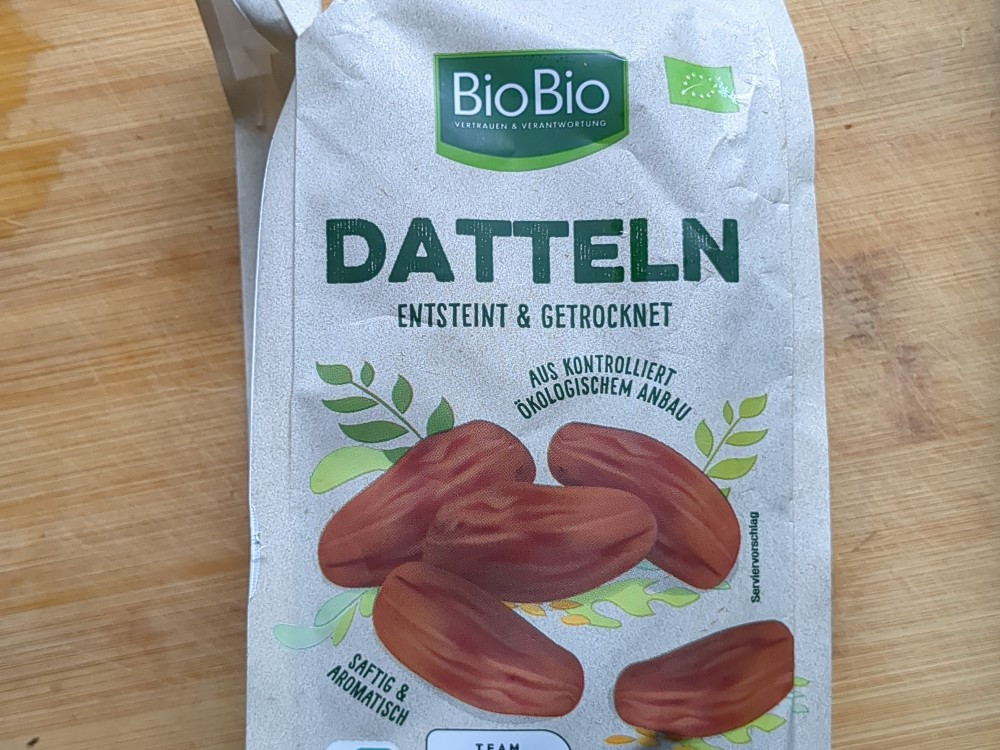 BioBio
VERTRAUEN & VERANTWORTUNG
DATTELN
ENTSTEINT & GETROCKNET
AUS KONTROLLIERT
ÖKOLOGISCHEM ANBAU
Serviervorschlag
SAFTIG &
AROMATISCH
TEAM